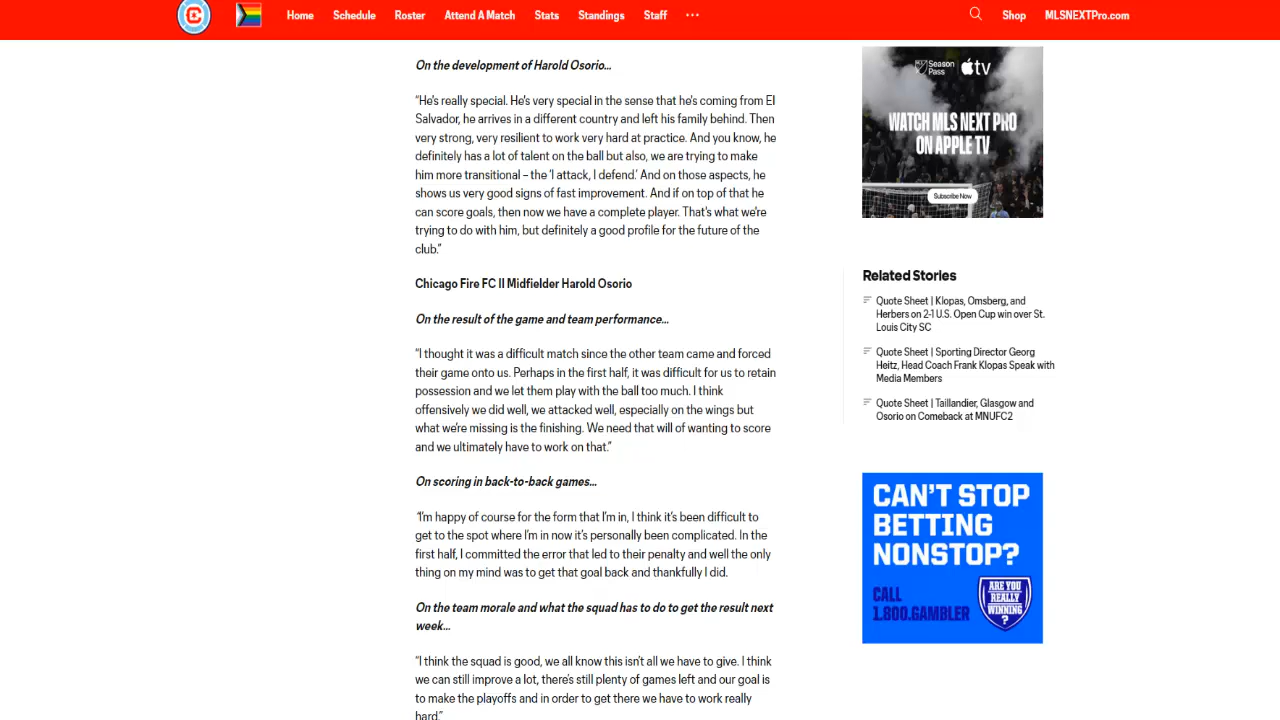 Home Schedule Roster Attend A Match Stats Standings Staff ... Shop MLSNEXTPro.com
On the development of Harold Osorio...
"He's really special. He's very special in the sense that he's coming from El
Salvador, he arrives in a different country and left his family behind. Then
very strong, very resilient to work very hard at practice. And you know, he
definitely has a lot of talent on the ball but also, we are trying to make
him more transitional – the 'I attack, I defend.' And on those aspects, he
shows us very good signs of fast improvement. And if on top of that he
can score goals, then now we have a complete player. That's what we're
trying to do with him, but definitely a good profile for the future of the
club."
Chicago Fire FC II Midfielder Harold Osorio
On the result of the game and team performance...
"I thought it was a difficult match since the other team came and forced
their game onto us. Perhaps in the first half, it was difficult for us to retain
possession and we let them play with the ball too much. I think
offensively we did well, we attacked well, especially on the wings but
what we're missing is the finishing. We need that will of wanting to score
and we ultimately have to work on that."
On scoring in back-to-back games...
"I'm happy of course for the form that I'm in, I think it's been difficult to
get to the spot where I'm in now it's personally been complicated. In the
first half, I committed the error that led to their penalty and well the only
thing on my mind was to get that goal back and thankfully I did.
On the team morale and what the squad has to do to get the result next
week...
"I think the squad is good, we all know this isn't all we have to give. I think
we can still improve a lot, there's still plenty of games left and our goal is
to make the playoffs and in order to get there we have to work really
hard."
Season
Pass
tv
WATCH MLS NEXT PRO
ON APPLE TV
Subscribe Now
Related Stories
Quote Sheet | Klopas, Omsberg, and
Herbers on 2-1 U.S. Open Cup win over St.
Louis City SC
Quote Sheet | Sporting Director Georg
Heitz, Head Coach Frank Klopas Speak with
Media Members
Quote Sheet | Taillandier, Glasgow and
Osorio on Comeback at MNUFC2
CAN'T STOP
BETTING
NONSTOP?
CALL
1.800.GAMBLER
ARE YOU
REALLY
WINNING
?